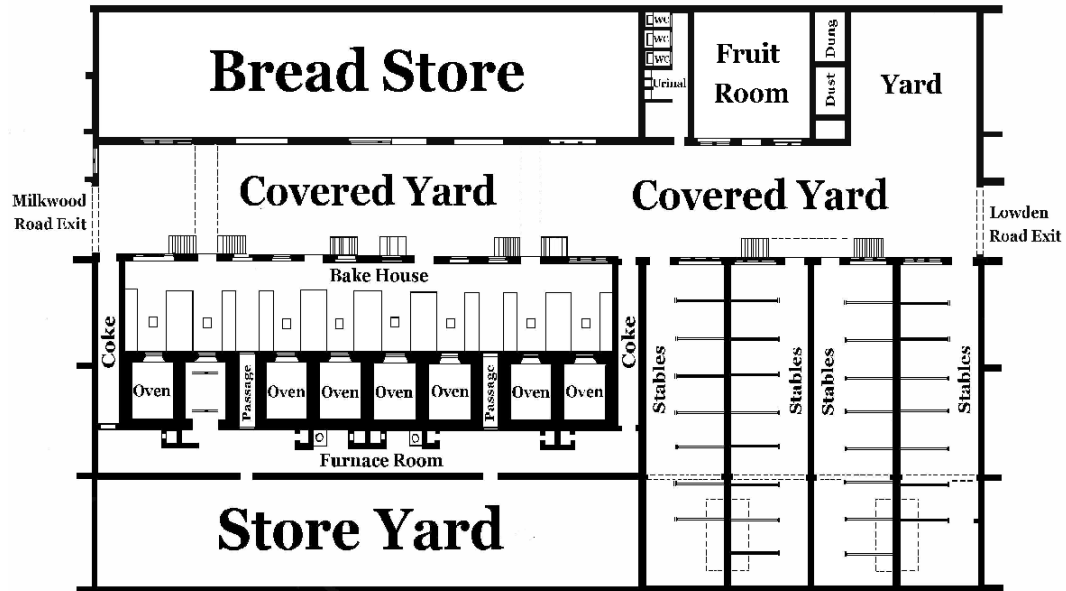 Bread Store
WC
WC
WC
Urinal
Fruit
Room
Dung
Dust
Yard
Milkwood
Road Exit
Covered Yard
Covered Yard
Lowden
Road Exit
Bake House
Coke
Oven
Passage
Oven
Oven
Oven
Oven
Passage
Oven
Oven
Coke
Stables
Stables
Stables
Stables
Furnace Room
Store Yard